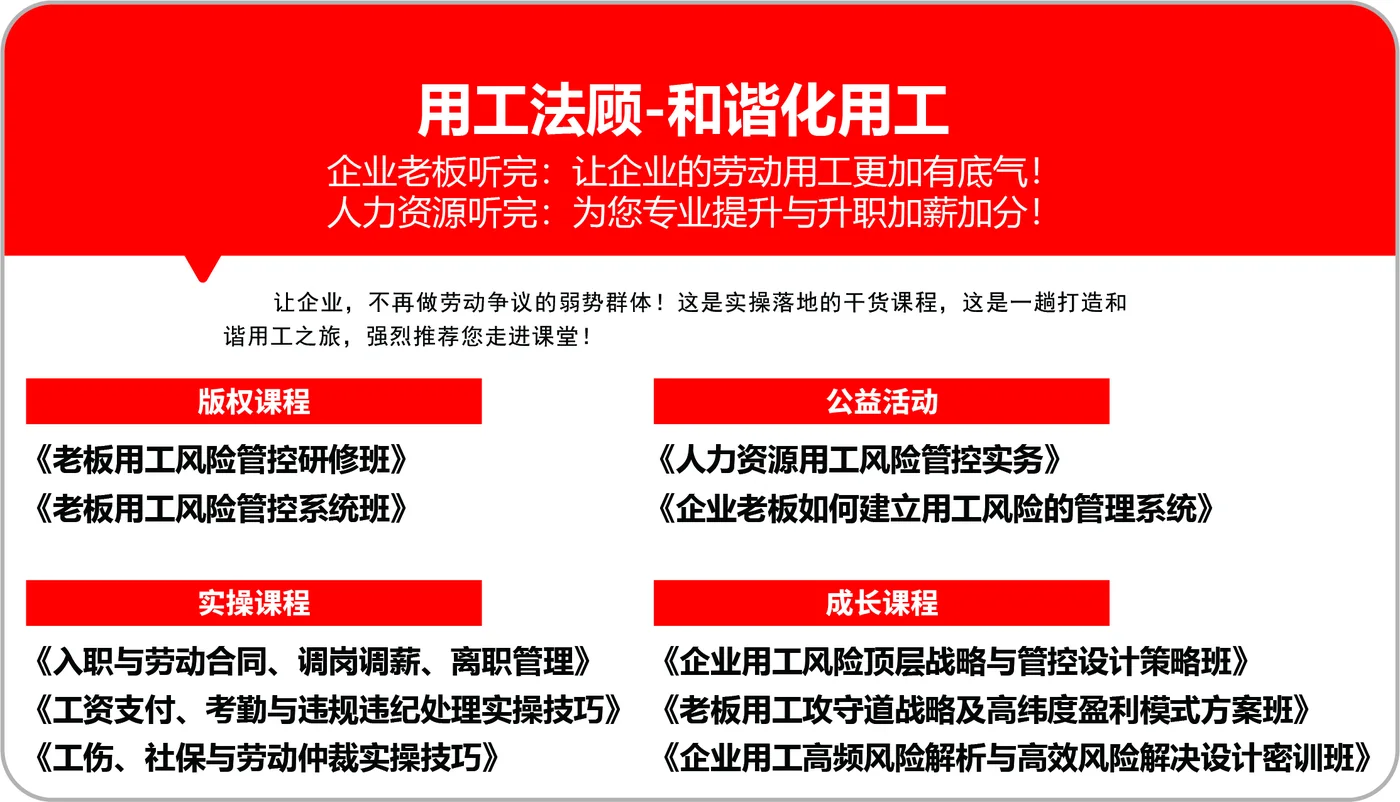 用工法顾-和谐化用工
企业老板听完：让企业的劳动用工更加有底气！
人力资源听完：为您专业提升与升职加薪加分！
让企业，不再做劳动争议的弱势群体！这是实操落地的干货课程，这是一趟打造和
谐用工之旅，强烈推荐您走进课堂！
版权课程
《老板用工风险管控研修班》
《老板用工风险管控系统班》
公益活动
《人力资源用工风险管控实务》
《企业老板如何建立用工风险的管理系统》
实操课程
《入职与劳动合同、调岗调薪、离职管理》
《工资支付、考勤与违规违纪处理实操技巧》
《工伤、社保与劳动仲裁实操技巧》
成长课程
《企业用工风险顶层战略与管控设计策略班》
《老板用工攻守道战略及高纬度盈利模式方案班》
《企业用工高频风险解析与高效风险解决设计密训班》